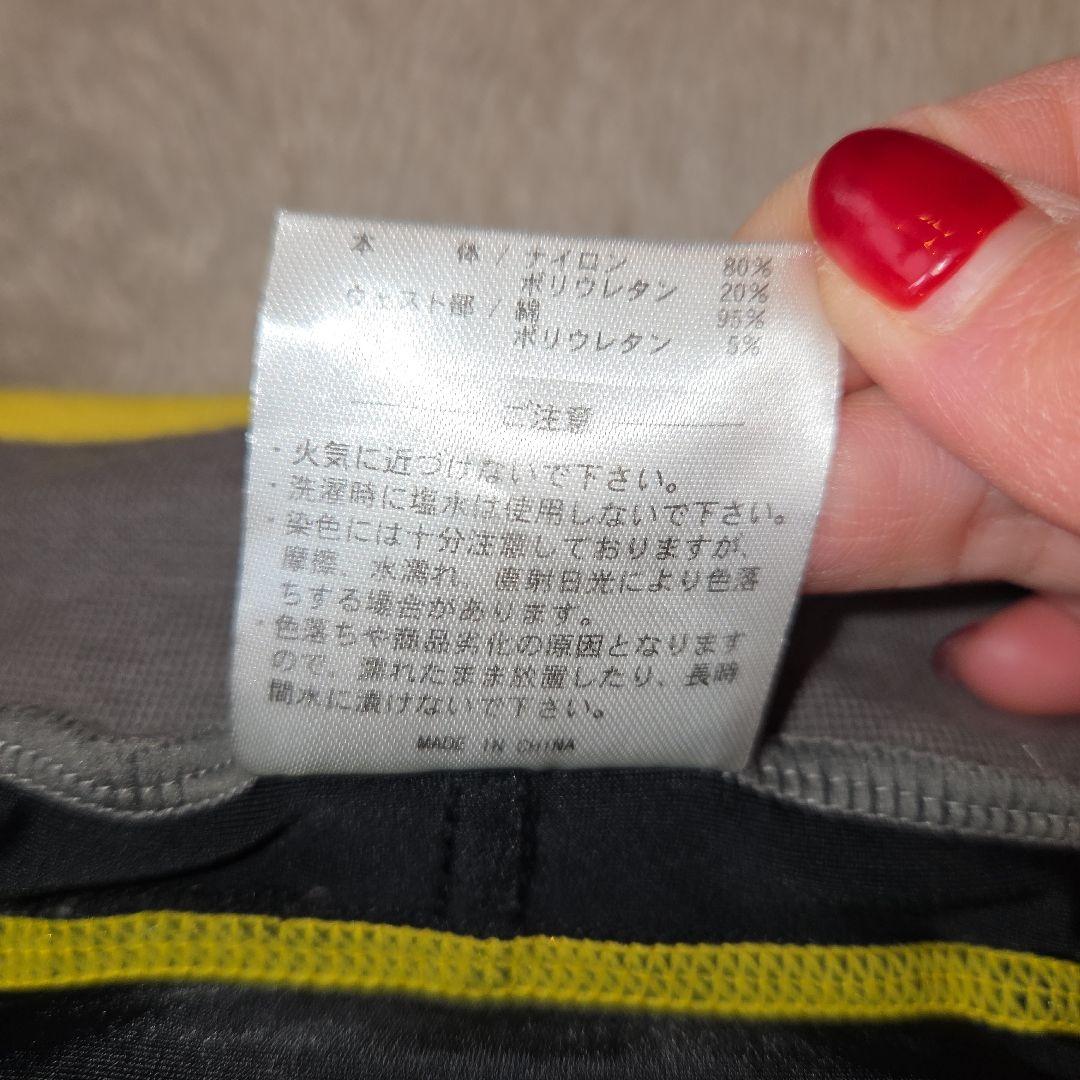 本 体 / ナイロン 80%
ポリウレタン 20%
ウェスト部 / 綿 95%
ポリウレタン 5%
ご注意
・火気に近づけないで下さい。
・洗濯時に塩水は使用しないで下さい。
・染色には十分注意しておりますが、
摩擦、水濡れ、直射日光により色落
ちする場合があります。
・色落ちや商品劣化の原因となります
ので、濡れたまま放置したり、長時
間水に漬けないで下さい。
MADE IN CHINA